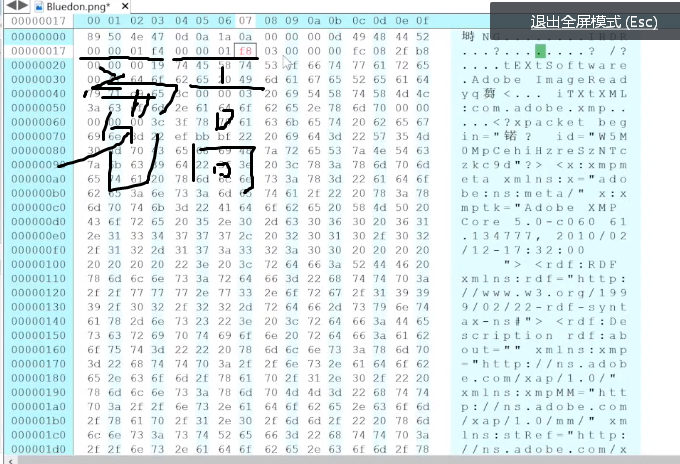 Bluedon.png*
退出全屏模式 (Esc)
00000017 00 01 02 03 04 05 06 07 08 09 0a 0b 0c 0d 0e 0f
00000000 89 50 4e 47 0d 0a 1a 0a 00 00 00 0d 49 48 44 52
00000017 00 00 01 f4 00 00 01 f8 03 00 00 00 fc 08 2f b8 ...?........? /?
00000020 00 00 00 19 74 45 58 74 53 6f 66 74 77 61 72 65 ....tEXtSoftware
00000030 00 41 64 6f 62 65 20 49 6d 61 67 65 52 65 61 64 .Adobe ImageRead
00000040 00 03 20 69 54 58 74 58 4d 4c iTXtXML
00000050 3a 63 6f 6d 2e 61 64 6f 62 65 2e 78 6d 70 00 00 :com.adobe.xmp..
00000060 00 00 00 3c 3f 78 70 61 63 6b 65 74 20 62 65 67 ...<?xpacket beg
00000070 69 6e 3d 22 ef bb bf 22 20 69 64 3d 22 57 35 4d begin="锘? id="W5M
00000080 30 4d 70 43 65 68 69 48 7a 72 65 53 7a 4e 54 63 0MpCehiHzreSzNTc
00000090 22 3f 3e 20 3c 78 3a 78 6d 70 6d zkc9d"?> <x:xmpm
000000a0 65 74 61 20 78 6d 6c 6e 73 3a 78 3d 22 61 64 6f eta xmlns:x="ado
000000b0 62 65 3a 6e 73 3a 6d 65 74 61 2f 22 20 78 3a 78 be:ns:meta/" x:x
000000c0 6d 70 74 6b 3d 22 41 64 6f 62 65 20 58 4d 50 20 mptk="Adobe XMP
000000d0 43 6f 72 65 20 35 2e 30 2d 63 30 36 30 20 36 31 Core 5.0-c060 61
000000e0 2e 31 33 34 37 37 37 2c 20 32 30 31 30 2f 30 32 .134777, 2010/02
000000f0 2f 31 32 2d 31 37 3a 33 32 3a 30 30 20 20 20 20 /12-17:32:00
00000100 20 20 20 20 22 3e 20 3c 72 64 66 3a 52 44 46 20 "> <rdf:RDF
00000110 78 6d 6c 6e 73 3a 72 64 66 3d 22 68 74 74 70 3a xmlns:rdf="http:
00000120 2f 2f 77 77 77 2e 77 33 2e 6f 72 67 2f 31 39 39 //www.w3.org/199
00000130 39 2f 30 32 2f 32 32 2d 72 64 66 2d 73 79 6e 74 9/02/22-rdf-synt
00000140 61 78 2d 6e 73 23 22 3e 20 3c 72 64 66 3a 44 65 ax-ns#"> <rdf:De
00000150 73 63 72 69 70 74 69 6f 6e 20 72 64 66 3a 61 62 scription rdf:ab
00000160 6f 75 74 3d 22 22 20 78 6d 6c 6e 73 3a 78 6d 70 out="" xmlns:xmp
00000170 3d 22 68 74 74 70 3a 2f 2f 6e 73 2e 61 64 6f 62 ="http://ns.adob
00000180 65 2e 63 6f 6d 2f 78 61 70 2f 31 2e 30 2f 22 20 e.com/xap/1.0/"
00000190 78 6d 6c 6e 73 3a 78 6d 70 4d 4d 3d 22 68 74 74 xmlns:xmpMM="htt
000001a0 70 3a 2f 2f 6e 73 2e 61 64 6f 62 65 2e 63 6f 6d p://ns.adobe.com
000001b0 2f 78 61 70 2f 31 2e 30 2f 6d 6d 2f 22 20 78 6d /xap/1.0/mm/" xm
000001c0 6c 6e 73 3a 73 74 52 65 66 3d 22 68 74 74 70 3a lns:stRef="http:
000001d0 2f 2f 6e 73 2e 61 64 6f 62 65 2e 63 6f 6d 2f 78 //ns.adobe.com/x